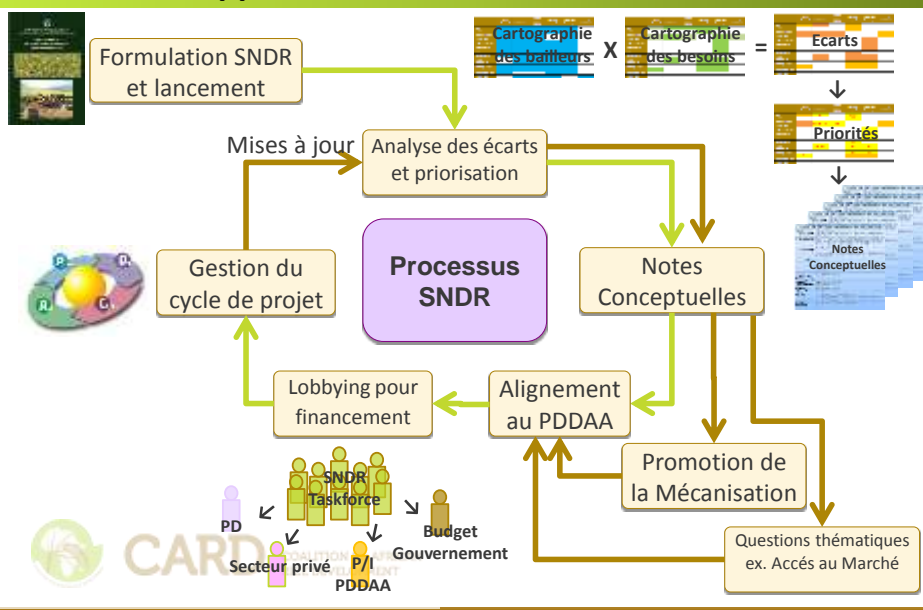 Formulation SNDR
et lancement
Cartographie
des bailleurs
X
Cartographie
des besoins
=
Ecarts
Priorités
Notes
Conceptuelles
Mises à jour
Analyse des écarts
et priorisation
Gestion du
cycle de projet
Processus
SNDR
Notes
Conceptuelles
Lobbying pour
financement
Alignement
au PDDAA
Promotion de
la Mécanisation
Questions thématiques
ex. Accés au Marché
SNDR
Taskforce
PD
Secteur privé
P/I
PDDAA
Budget
Gouvernement
CARD